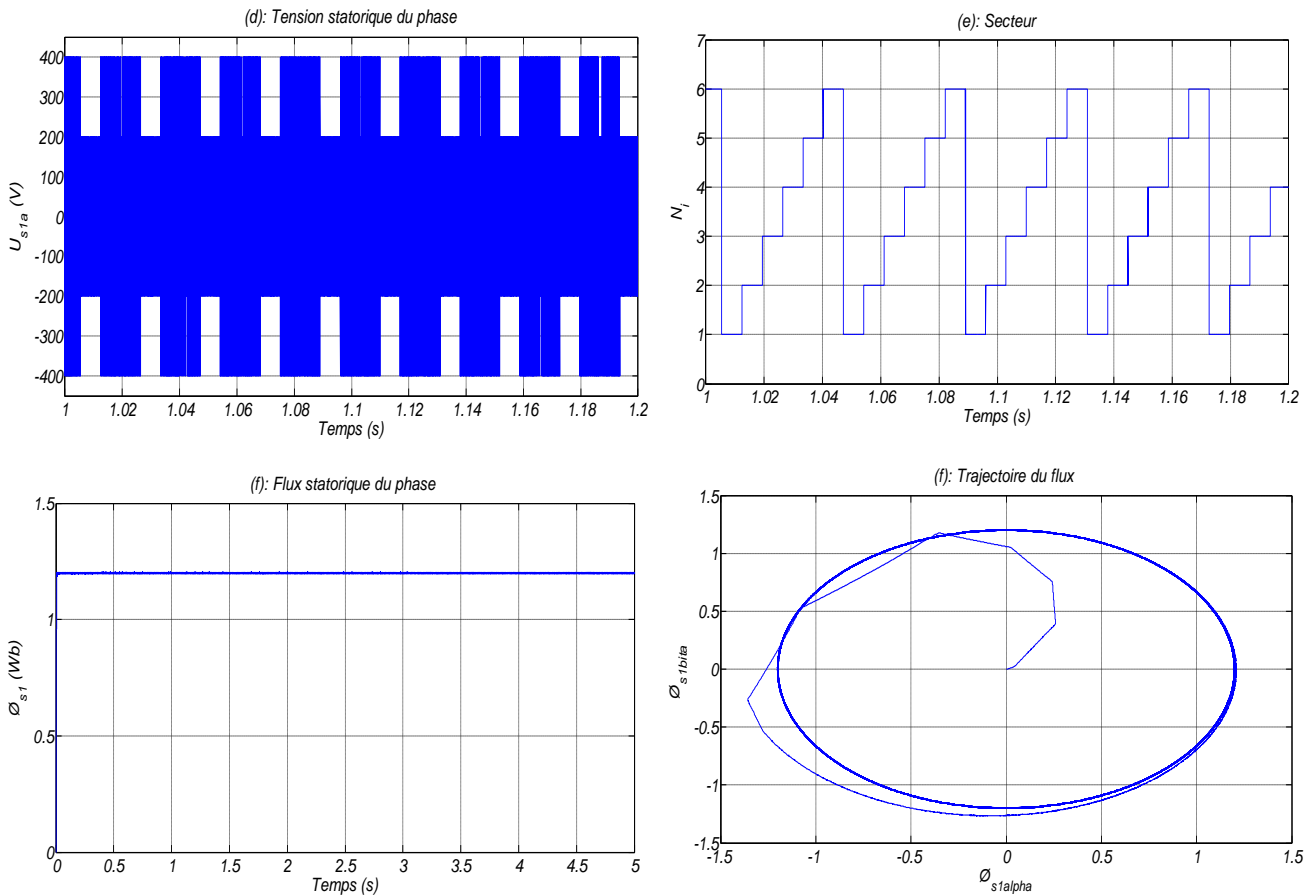 (d): Tension statorique du phase
400
300
200
100
0
-100
-200
-300
-400
U s1a (V)
1 1.02 1.04 1.06 1.08 1.1 1.12 1.14 1.16 1.18 1.2
Temps (s)
(e): Secteur
7
6
5
4
3
2
1
0
N i
1 1.02 1.04 1.06 1.08 1.1 1.12 1.14 1.16 1.18 1.2
Temps (s)
(f): Flux statorique du phase
1.5
1
0.5
0
Ø s1 (Wb)
0 0.5 1 1.5 2 2.5 3 3.5 4 4.5 5
Temps (s)
(f): Trajectoire du flux
1.5
1
0.5
0
-0.5
-1
-1.5
Ø s1bita
-1.5 -1 -0.5 0 0.5 1 1.5
Ø s1alpha